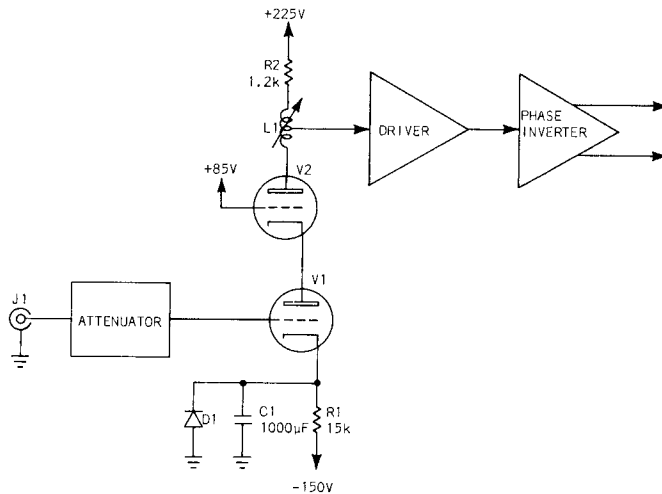 +225V
R2
1.2k
L1
DRIVER
PHASE
INVERTER
+85V
V2
V1
J1
ATTENUATOR
D1
C1
1000µF
R1
15k
-150V